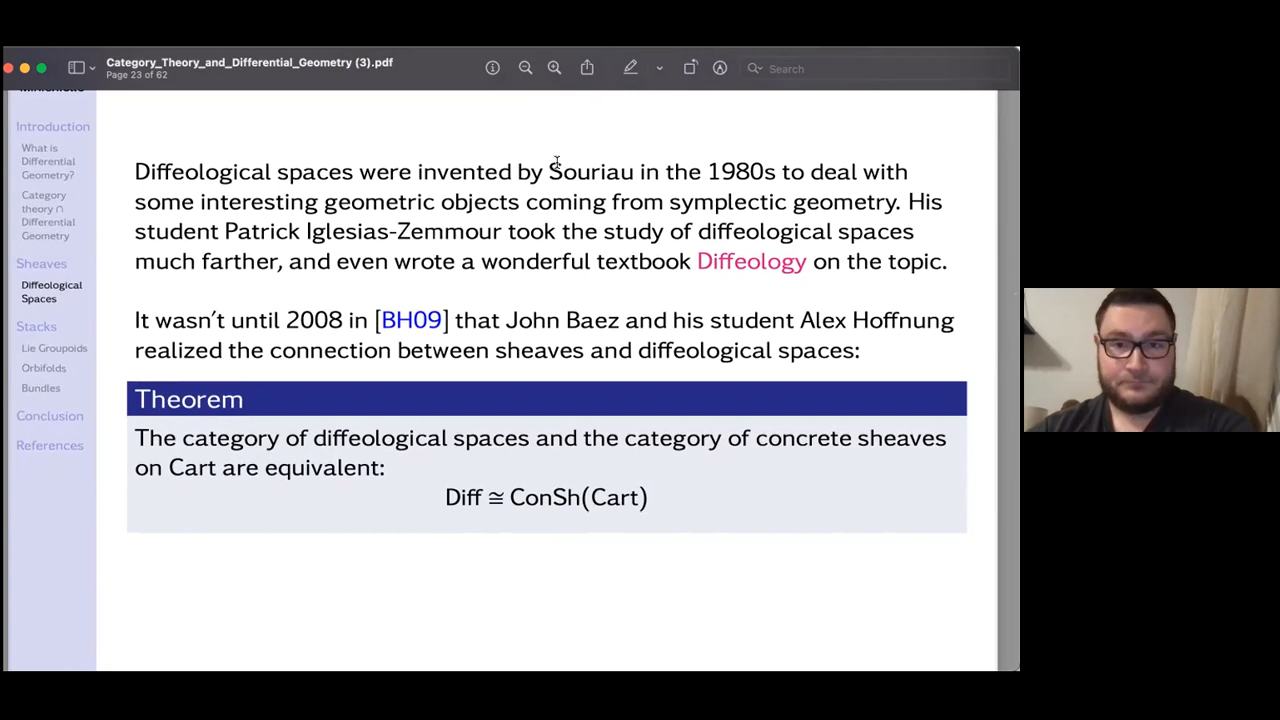 Category_Theory_and_Differential_Geometry (3).pdf
Page 23 of 62
Search
Introduction
What is
Differential
Geometry?
Category
theory ∩
Differential
Geometry
Sheaves
Diffeological
Spaces
Stacks
Lie Groupoids
Orbifolds
Bundles
Conclusion
References
Diffeological spaces were invented by Souriau in the 1980s to deal with
some interesting geometric objects coming from symplectic geometry. His
student Patrick Iglesias-Zemmour took the study of diffeological spaces
much farther, and even wrote a wonderful textbook Diffeology on the topic.
It wasn't until 2008 in [BH09] that John Baez and his student Alex Hoffnung
realized the connection between sheaves and diffeological spaces:
Theorem
The category of diffeological spaces and the category of concrete sheaves
on Cart are equivalent:
Diff ≅ ConSh(Cart)